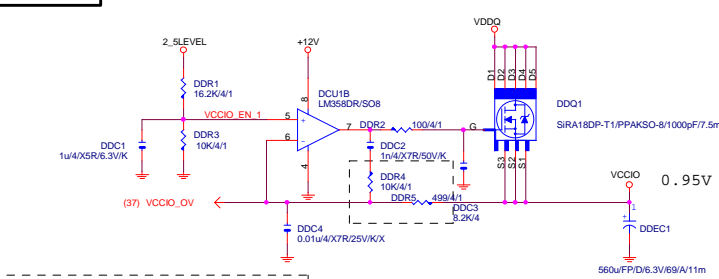 2_5LEVEL
+12V
VDDQ
D1
D2
D3
D4
D5
DDR1
16.2K/4/1
DCU1B
LM358DR/SO8
8
VCCIO_EN_1
5
+
6
-
7
4
DDR2
100/4/1
G
DDQ1
SiRA18DP-T1/PPAKSO-8/1000pF/7.5m
S3
S2
S1
DDC1
1u/4/X5R/6.3V/K
DDR3
10K/4/1
DDC2
1n/4/X7R/50V/K
DDR4
10K/4/1
DDR5
499/4/1
DDC3
8.2K/4
VCCIO
0.95V
(37) VCCIO_OV
DDC4
0.01u/4/X7R/25V/K/X
1
+
DDEC1
560u/FP/D/6.3V/69/A/11m